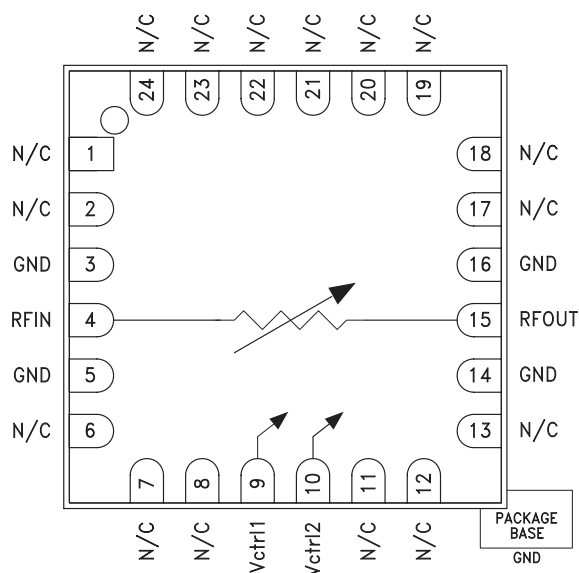 N/C N/C N/C N/C N/C N/C
24 23 22 21 20 19
N/C 1 18 N/C
N/C 2 17 N/C
GND 3 16 GND
RFIN 4 15 RFOUT
GND 5 14 GND
N/C 6 13 N/C
7 8 9 10 11 12
N/C N/C Vctrl1 Vctrl2 N/C N/C
PACKAGE
BASE
GND